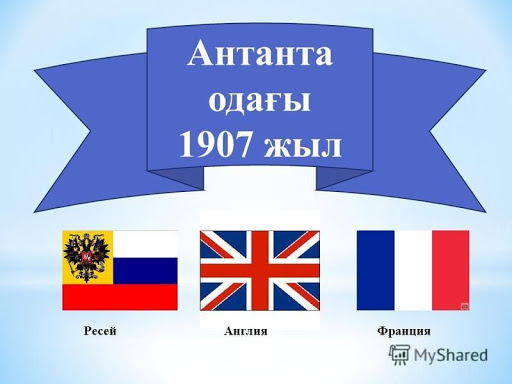 Антанта
одағы
1907 жыл
Ресей Англия Франция
MyShared